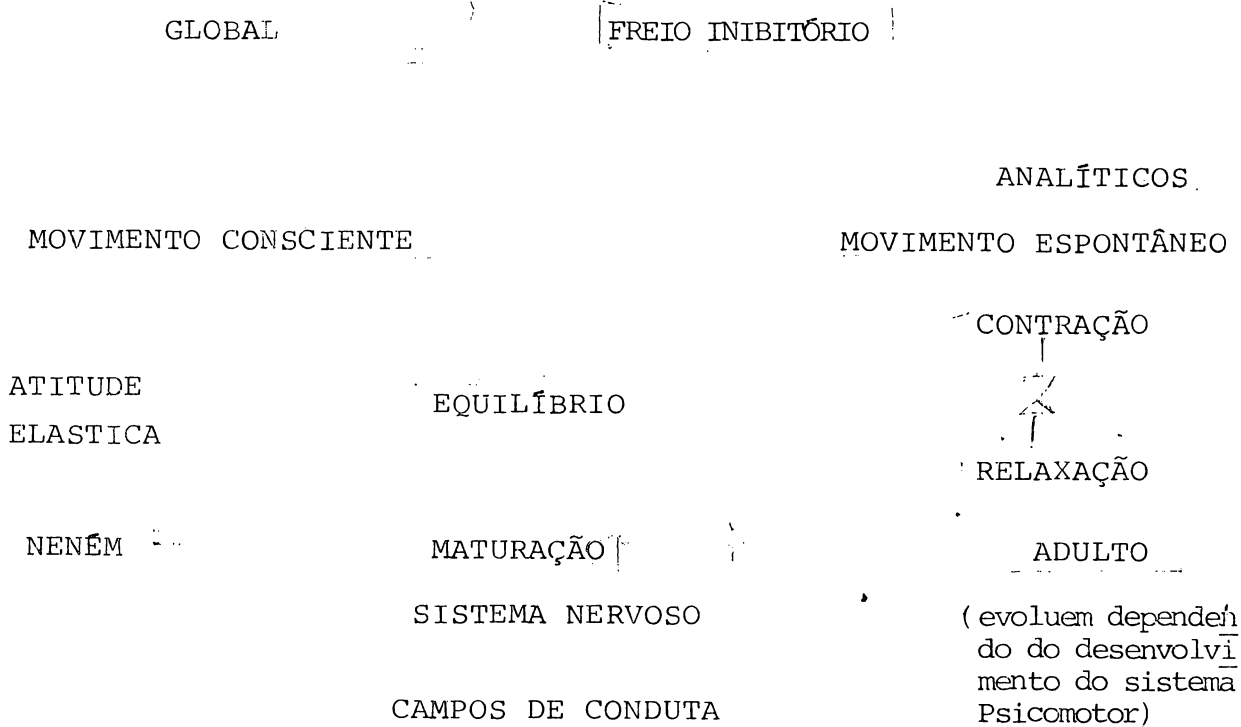 GLOBAL FREIO INIBITÓRIO
ANALÍTICOS
MOVIMENTO CONSCIENTE MOVIMENTO ESPONTÂNEO
CONTRAÇÃO
ATITUDE EQUILÍBRIO
ELASTICA
RELAXAÇÃO
NENÉM MATURAÇÃO ADULTO
SISTEMA NERVOSO (evoluem dependen
do do desenvolvi
mento do sistema
CAMPOS DE CONDUTA Psicomotor)